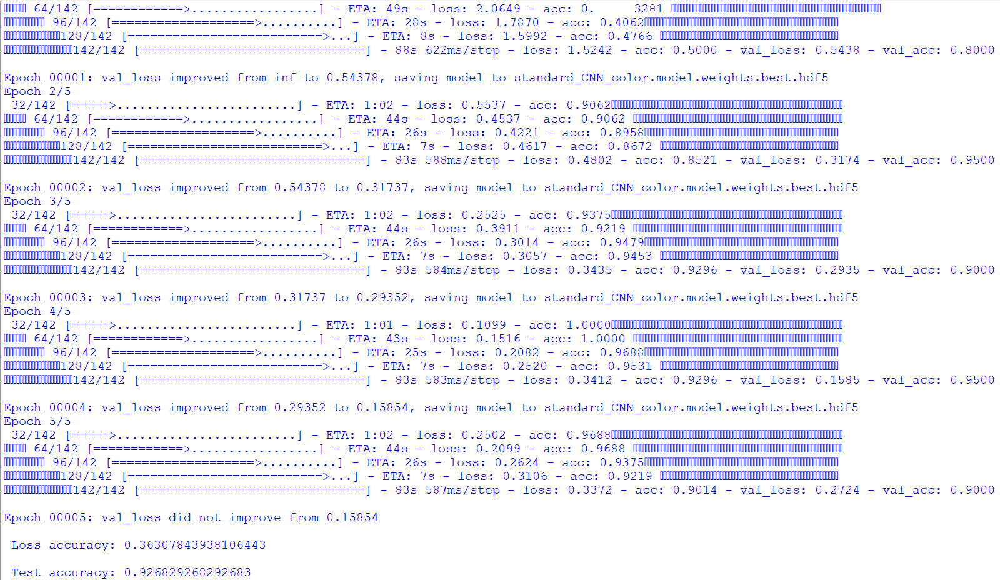 64/142 [============>.................] - ETA: 49s - loss: 2.0649 - acc: 0. 3281
96/142 [===================>..........] - ETA: 28s - loss: 1.7870 - acc: 0.4062
128/142 [==========================>...] - ETA: 8s - loss: 1.5992 - acc: 0.4766
142/142 [==============================] - 88s 622ms/step - loss: 1.5242 - acc: 0.5000 - val_loss: 0.5438 - val_acc: 0.8000
Epoch 00001: val_loss improved from inf to 0.54378, saving model to standard_CNN_color.model.weights.best.hdf5
Epoch 2/5
32/142 [=====>........................] - ETA: 1:02 - loss: 0.5537 - acc: 0.9062
64/142 [============>.................] - ETA: 44s - loss: 0.4537 - acc: 0.9062
96/142 [===================>..........] - ETA: 26s - loss: 0.4221 - acc: 0.8958
128/142 [==========================>...] - ETA: 7s - loss: 0.4617 - acc: 0.8672
142/142 [==============================] - 83s 588ms/step - loss: 0.4802 - acc: 0.8521 - val_loss: 0.3174 - val_acc: 0.9500
Epoch 00002: val_loss improved from 0.54378 to 0.31737, saving model to standard_CNN_color.model.weights.best.hdf5
Epoch 3/5
32/142 [=====>........................] - ETA: 1:02 - loss: 0.2525 - acc: 0.9375
64/142 [============>.................] - ETA: 44s - loss: 0.3911 - acc: 0.9219
96/142 [===================>..........] - ETA: 26s - loss: 0.3014 - acc: 0.9479
128/142 [==========================>...] - ETA: 7s - loss: 0.3057 - acc: 0.9453
142/142 [==============================] - 83s 584ms/step - loss: 0.3435 - acc: 0.9296 - val_loss: 0.2935 - val_acc: 0.9000
Epoch 00003: val_loss improved from 0.31737 to 0.29352, saving model to standard_CNN_color.model.weights.best.hdf5
Epoch 4/5
32/142 [=====>........................] - ETA: 1:01 - loss: 0.1099 - acc: 1.0000
64/142 [============>.................] - ETA: 43s - loss: 0.1516 - acc: 1.0000
96/142 [===================>..........] - ETA: 25s - loss: 0.2082 - acc: 0.9688
128/142 [==========================>...] - ETA: 7s - loss: 0.2520 - acc: 0.9531
142/142 [==============================] - 83s 583ms/step - loss: 0.3412 - acc: 0.9296 - val_loss: 0.1585 - val_acc: 0.9500
Epoch 00004: val_loss improved from 0.29352 to 0.15854, saving model to standard_CNN_color.model.weights.best.hdf5
Epoch 5/5
32/142 [=====>........................] - ETA: 1:02 - loss: 0.2502 - acc: 0.9688
64/142 [============>.................] - ETA: 44s - loss: 0.2099 - acc: 0.9688
96/142 [===================>..........] - ETA: 26s - loss: 0.2624 - acc: 0.9375
128/142 [==========================>...] - ETA: 7s - loss: 0.3106 - acc: 0.9219
142/142 [==============================] - 83s 587ms/step - loss: 0.3372 - acc: 0.9014 - val_loss: 0.2724 - val_acc: 0.9000
Epoch 00005: val_loss did not improve from 0.15854
Loss accuracy: 0.36307843938106443
Test accuracy: 0.926829268292683